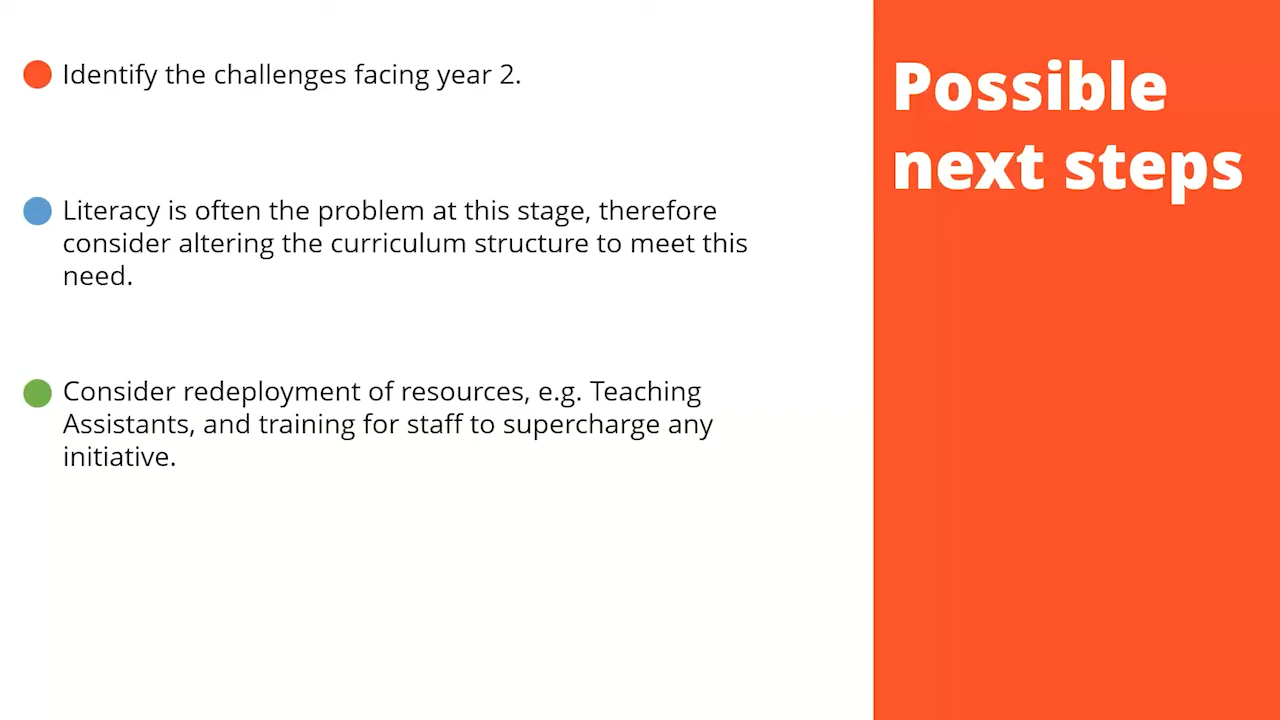 Possible
next steps
Identify the challenges facing year 2.
Literacy is often the problem at this stage, therefore
consider altering the curriculum structure to meet this
need.
Consider redeployment of resources, e.g. Teaching
Assistants, and training for staff to supercharge any
initiative.